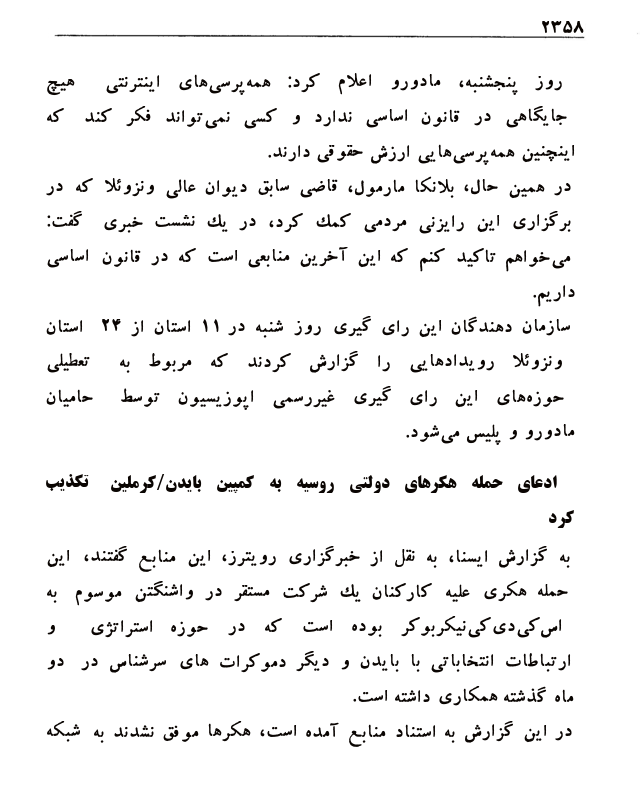 ۲۳۵۸
روز پنجشنبه، مادورو اعلام کرد: همه‌پرسی‌های اینترنتی هیچ
جایگاهی در قانون اساسی ندارد و کسی نمی‌تواند فکر کند که
اینچنین همه‌پرسی‌هایی ارزش حقوقی دارند.
در همین حال، بلانکا مارمول، قاضی سابق دیوان عالی ونزوئلا که در
برگزاری این رایزنی مردمی کمك کرد، در یك نشست خبری گفت:
می‌خواهم تاکید کنم که این آخرین منابعی است که در قانون اساسی
داریم.
سازمان دهندگان این رای گیری روز شنبه در ۱۱ استان از ۲۴ استان
ونزوئلا رویدادهایی را گزارش کردند که مربوط به تعطیلی
حوزه‌های این رای گیری غیررسمی اپوزیسیون توسط حامیان
مادورو و پلیس می‌شود.
ادعای حمله هکرهای دولتی روسیه به کمپین بایدن/کرملین تکذیب
کرد
به گزارش ایسنا، به نقل از خبرگزاری رویترز، این منابع گفتند، این
حمله هکری علیه کارکنان یك شرکت مستقر در واشنگتن موسوم به
اس‌کی‌دی‌کی‌نیکربوکر بوده است که در حوزه استراتژی و
ارتباطات انتخاباتی با بایدن و دیگر دموکرات های سرشناس در دو
ماه گذشته همکاری داشته است.
در این گزارش به استناد منابع آمده است، هکرها موفق نشدند به شبکه